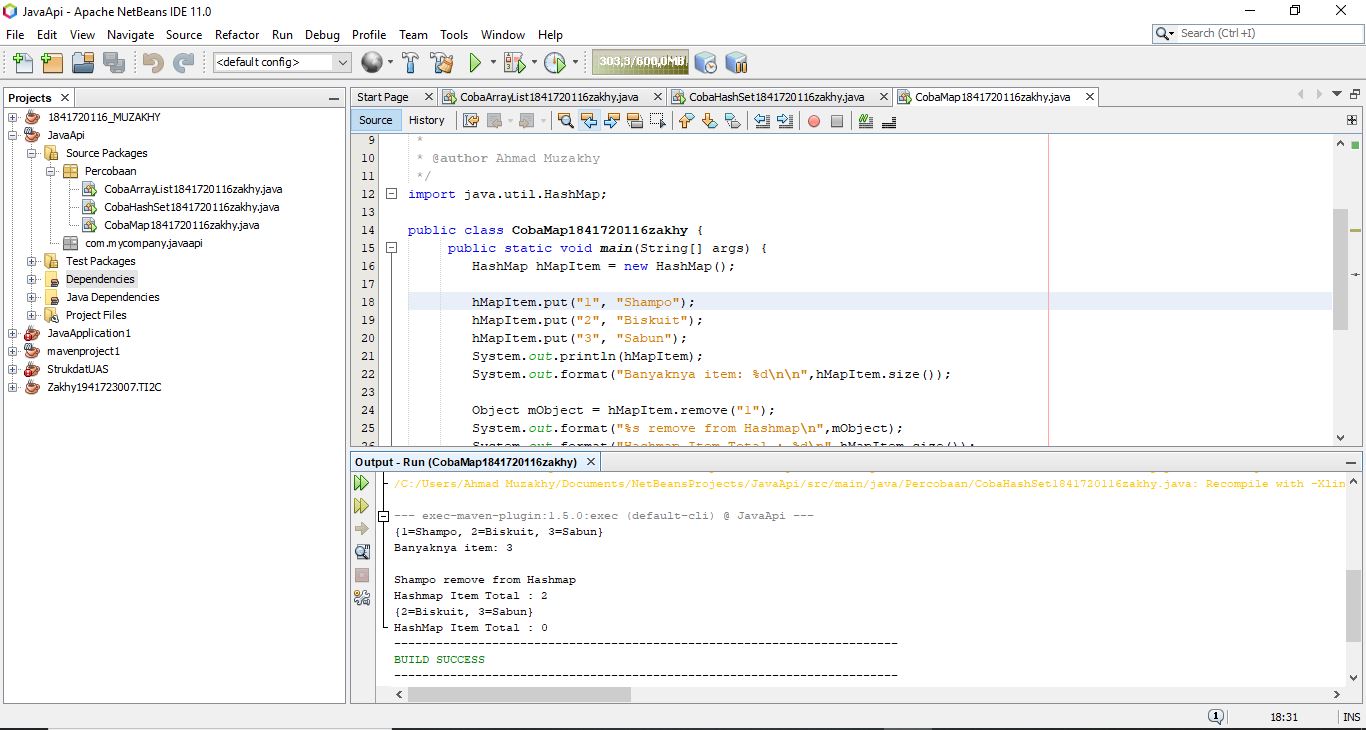 JavaApi - Apache NetBeans IDE 11.0
File Edit View Navigate Source Refactor Run Debug Profile Team Tools Window Help
Search (Ctrl+I)
<default config>
303,3/600,0MB
Projects
1841720116_MUZAKHY
JavaApi
Source Packages
Percobaan
CobaArrayList1841720116zakhy.java
CobaHashSet1841720116zakhy.java
CobaMap1841720116zakhy.java
com.mycompany.javaapi
Test Packages
Dependencies
Java Dependencies
Project Files
JavaApplication1
mavenproject1
StrukdatUAS
Zakhy1941723007.TI2C
Start Page CobaArrayList1841720116zakhy.java CobaHashSet1841720116zakhy.java CobaMap1841720116zakhy.java
Source History
9 *
10 * @author Ahmad Muzakhy
11 */
12 import java.util.HashMap;
13
14 public class CobaMap1841720116zakhy {
15 public static void main(String[] args) {
16 HashMap hMapItem = new HashMap();
17
18 hMapItem.put("1", "Shampo");
19 hMapItem.put("2", "Biskuit");
20 hMapItem.put("3", "Sabun");
21 System.out.println(hMapItem);
22 System.out.format("Banyaknya item: %d\n\n",hMapItem.size());
23
24 Object mObject = hMapItem.remove("1");
25 System.out.format("%s remove from Hashmap\n",mObject);
26 System.out.format("Hashmap Item Total : %d\n",hMapItem.size());
Output - Run (CobaMap1841720116zakhy)
/C:/Users/Ahmad Muzakhy/Documents/NetBeansProjects/JavaApi/src/main/java/Percobaan/CobaHashSet1841720116zakhy.java: Recompile with -Xlin
--- exec-maven-plugin:1.5.0:exec (default-cli) @ JavaApi ---
{1=Shampo, 2=Biskuit, 3=Sabun}
Banyaknya item: 3
Shampo remove from Hashmap
Hashmap Item Total : 2
{2=Biskuit, 3=Sabun}
HashMap Item Total : 0
------------------------------------------------------------------------
BUILD SUCCESS
------------------------------------------------------------------------
1
18:31
INS